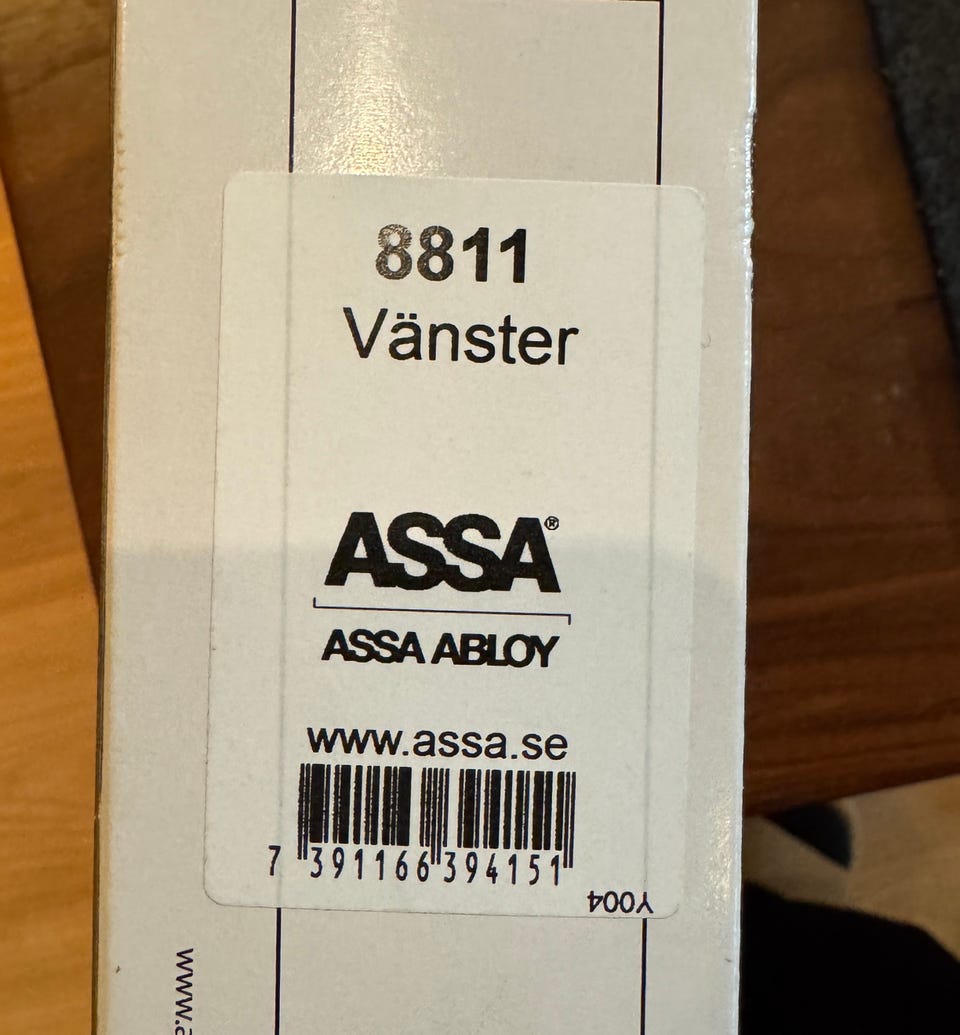 8811
Vänster
ASSA®
ASSA ABLOY
www.assa.se
7 391166 394151
Y004